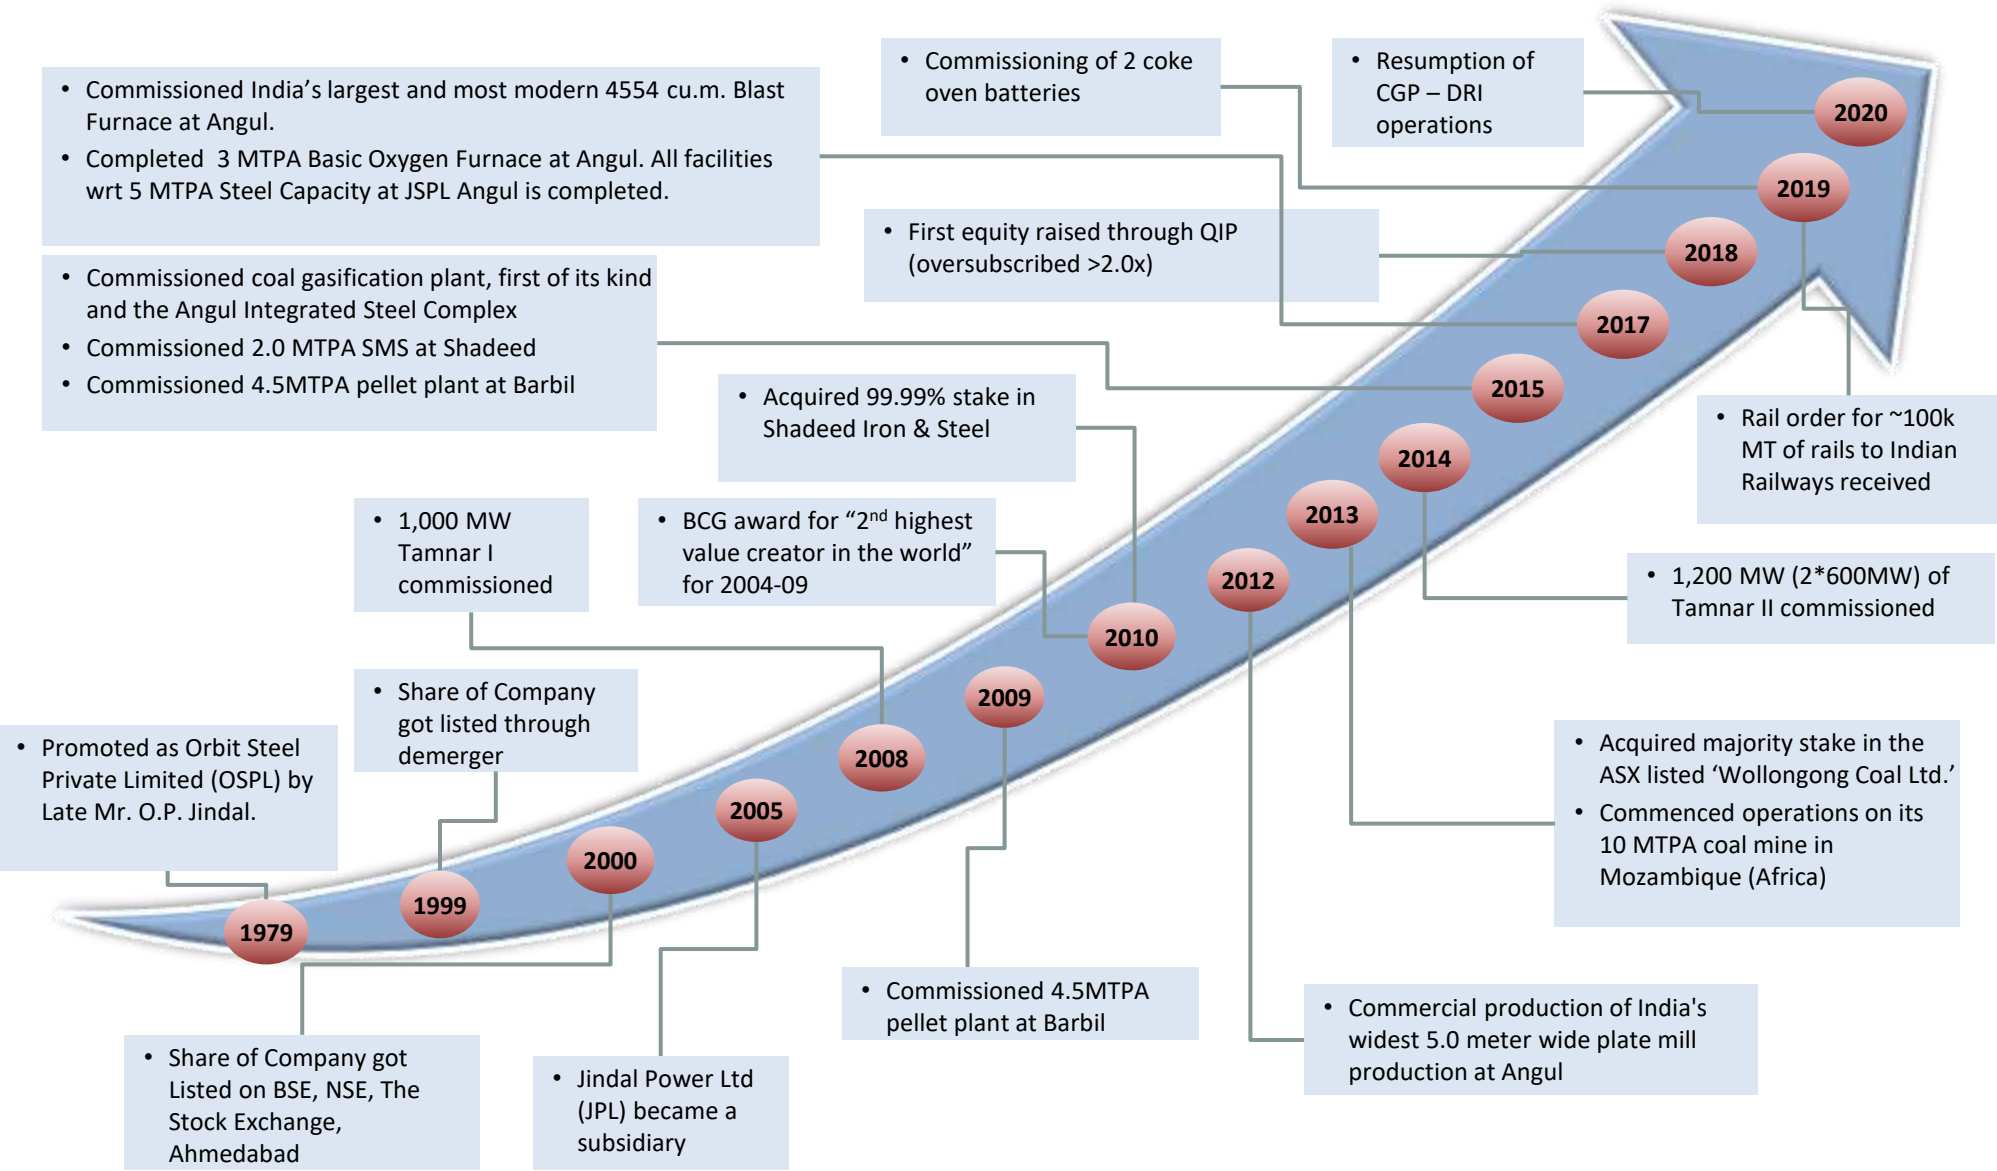 • Commissioned India’s largest and most modern 4554 cu.m. Blast
Furnace at Angul.
• Completed  3 MTPA Basic Oxygen Furnace at Angul. All facilities
wrt 5 MTPA Steel Capacity at JSPL Angul is completed.
• Commissioning of 2 coke
oven batteries
• Resumption of
CGP – DRI
operations
2020
2019
• First equity raised through QIP
(oversubscribed >2.0x)
2018
• Commissioned coal gasification plant, first of its kind
and the Angul Integrated Steel Complex
• Commissioned 2.0 MTPA SMS at Shadeed
• Commissioned 4.5MTPA pellet plant at Barbil
2017
2015
• Acquired 99.99% stake in
Shadeed Iron & Steel
• Rail order for ~100k
MT of rails to Indian
Railways received
2014
• 1,000 MW
Tamnar I
commissioned
• BCG award for “2nd highest
value creator in the world”
for 2004-09
2013
2012
• 1,200 MW (2*600MW) of
Tamnar II commissioned
2010
• Share of Company
got listed through
demerger
2009
• Promoted as Orbit Steel
Private Limited (OSPL) by
Late Mr. O.P. Jindal.
2008
• Acquired majority stake in the
ASX listed ‘Wollongong Coal Ltd.’
• Commenced operations on its
10 MTPA coal mine in
Mozambique (Africa)
2005
2000
1999
1979
• Commissioned 4.5MTPA
pellet plant at Barbil
• Commercial production of India's
widest 5.0 meter wide plate mill
production at Angul
• Share of Company got
Listed on BSE, NSE, The
Stock Exchange,
Ahmedabad
• Jindal Power Ltd
(JPL) became a
subsidiary